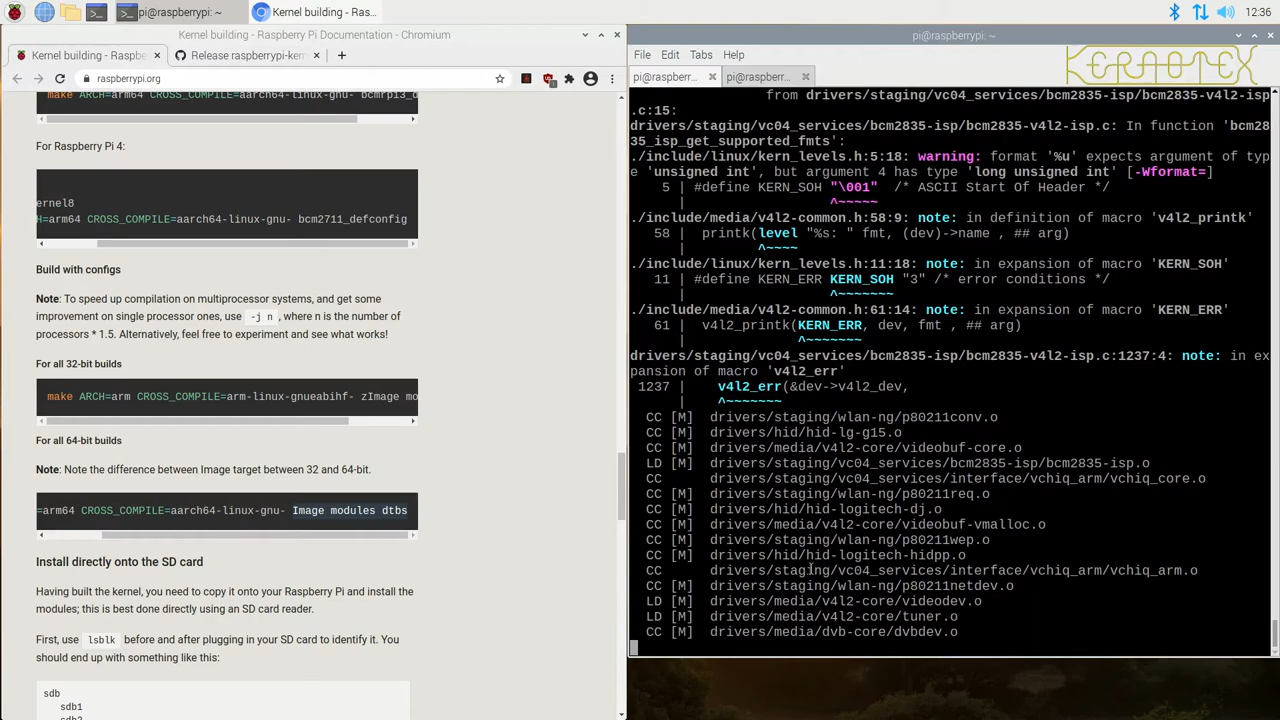 pi@raspberrypi: ~
Kernel building - Ras...
12:36
Kernel building - Raspberry Pi Documentation - Chromium
Kernel building - Raspbe
Release raspberrypi-kern
raspberrypi.org
make ARCH=arm64 CROSS_COMPILE=aarch64-linux-gnu- bcmrpi3_d
For Raspberry Pi 4:
ernel8
H=arm64 CROSS_COMPILE=aarch64-linux-gnu- bcm2711_defconfig
Build with configs
Note: To speed up compilation on multiprocessor systems, and get some
improvement on single processor ones, use -j n , where n is the number of
processors * 1.5. Alternatively, feel free to experiment and see what works!
For all 32-bit builds
make ARCH=arm CROSS_COMPILE=arm-linux-gnueabihf- zImage mo
For all 64-bit builds
Note: Note the difference between Image target between 32 and 64-bit.
=arm64 CROSS_COMPILE=aarch64-linux-gnu- Image modules dtbs
Install directly onto the SD card
Having built the kernel, you need to copy it onto your Raspberry Pi and install the
modules; this is best done directly using an SD card reader.
First, use lsblk before and after plugging in your SD card to identify it. You
should end up with something like this:
sdb
sdb1
sdb2
pi@raspberrypi: ~
File Edit Tabs Help
pi@raspberr...
pi@raspberr...
KERAOTEX
from drivers/staging/vc04_services/bcm2835-isp/bcm2835-v4l2-isp
.c:15:
drivers/staging/vc04_services/bcm2835-isp/bcm2835-v4l2-isp.c: In function 'bcm28
35_isp_get_supported_fmts':
./include/linux/kern_levels.h:5:18: warning: format '%u' expects argument of typ
e 'unsigned int', but argument 4 has type 'long unsigned int' [-Wformat=]
5 | #define KERN_SOH "\001" /* ASCII Start Of Header */
| ^~~~~~
./include/media/v4l2-common.h:58:9: note: in definition of macro 'v4l2_printk'
58 | printk(level "%s: " fmt, (dev)->name , ## arg)
| ^~~~~
./include/linux/kern_levels.h:11:18: note: in expansion of macro 'KERN_SOH'
11 | #define KERN_ERR KERN_SOH "3" /* error conditions */
| ^~~~~~~~
./include/media/v4l2-common.h:61:14: note: in expansion of macro 'KERN_ERR'
61 | v4l2_printk(KERN_ERR, dev, fmt , ## arg)
| ^~~~~~~~
drivers/staging/vc04_services/bcm2835-isp/bcm2835-v4l2-isp.c:1237:4: note: in ex
pansion of macro 'v4l2_err'
1237 | v4l2_err(&dev->v4l2_dev,
| ^~~~~~~~
CC [M] drivers/staging/wlan-ng/p80211conv.o
CC [M] drivers/hid/hid-lg-g15.o
CC [M] drivers/media/v4l2-core/videobuf-core.o
LD [M] drivers/staging/vc04_services/bcm2835-isp/bcm2835-isp.o
CC drivers/staging/vc04_services/interface/vchiq_arm/vchiq_core.o
CC [M] drivers/staging/wlan-ng/p80211req.o
CC [M] drivers/hid/hid-logitech-dj.o
CC [M] drivers/media/v4l2-core/videobuf-vmalloc.o
CC [M] drivers/staging/wlan-ng/p80211wep.o
CC [M] drivers/hid/hid-logitech-hidpp.o
CC drivers/staging/vc04_services/interface/vchiq_arm/vchiq_arm.o
CC [M] drivers/staging/wlan-ng/p80211netdev.o
LD [M] drivers/media/v4l2-core/videodev.o
LD [M] drivers/media/v4l2-core/tuner.o
CC [M] drivers/media/dvb-core/dvbdev.o